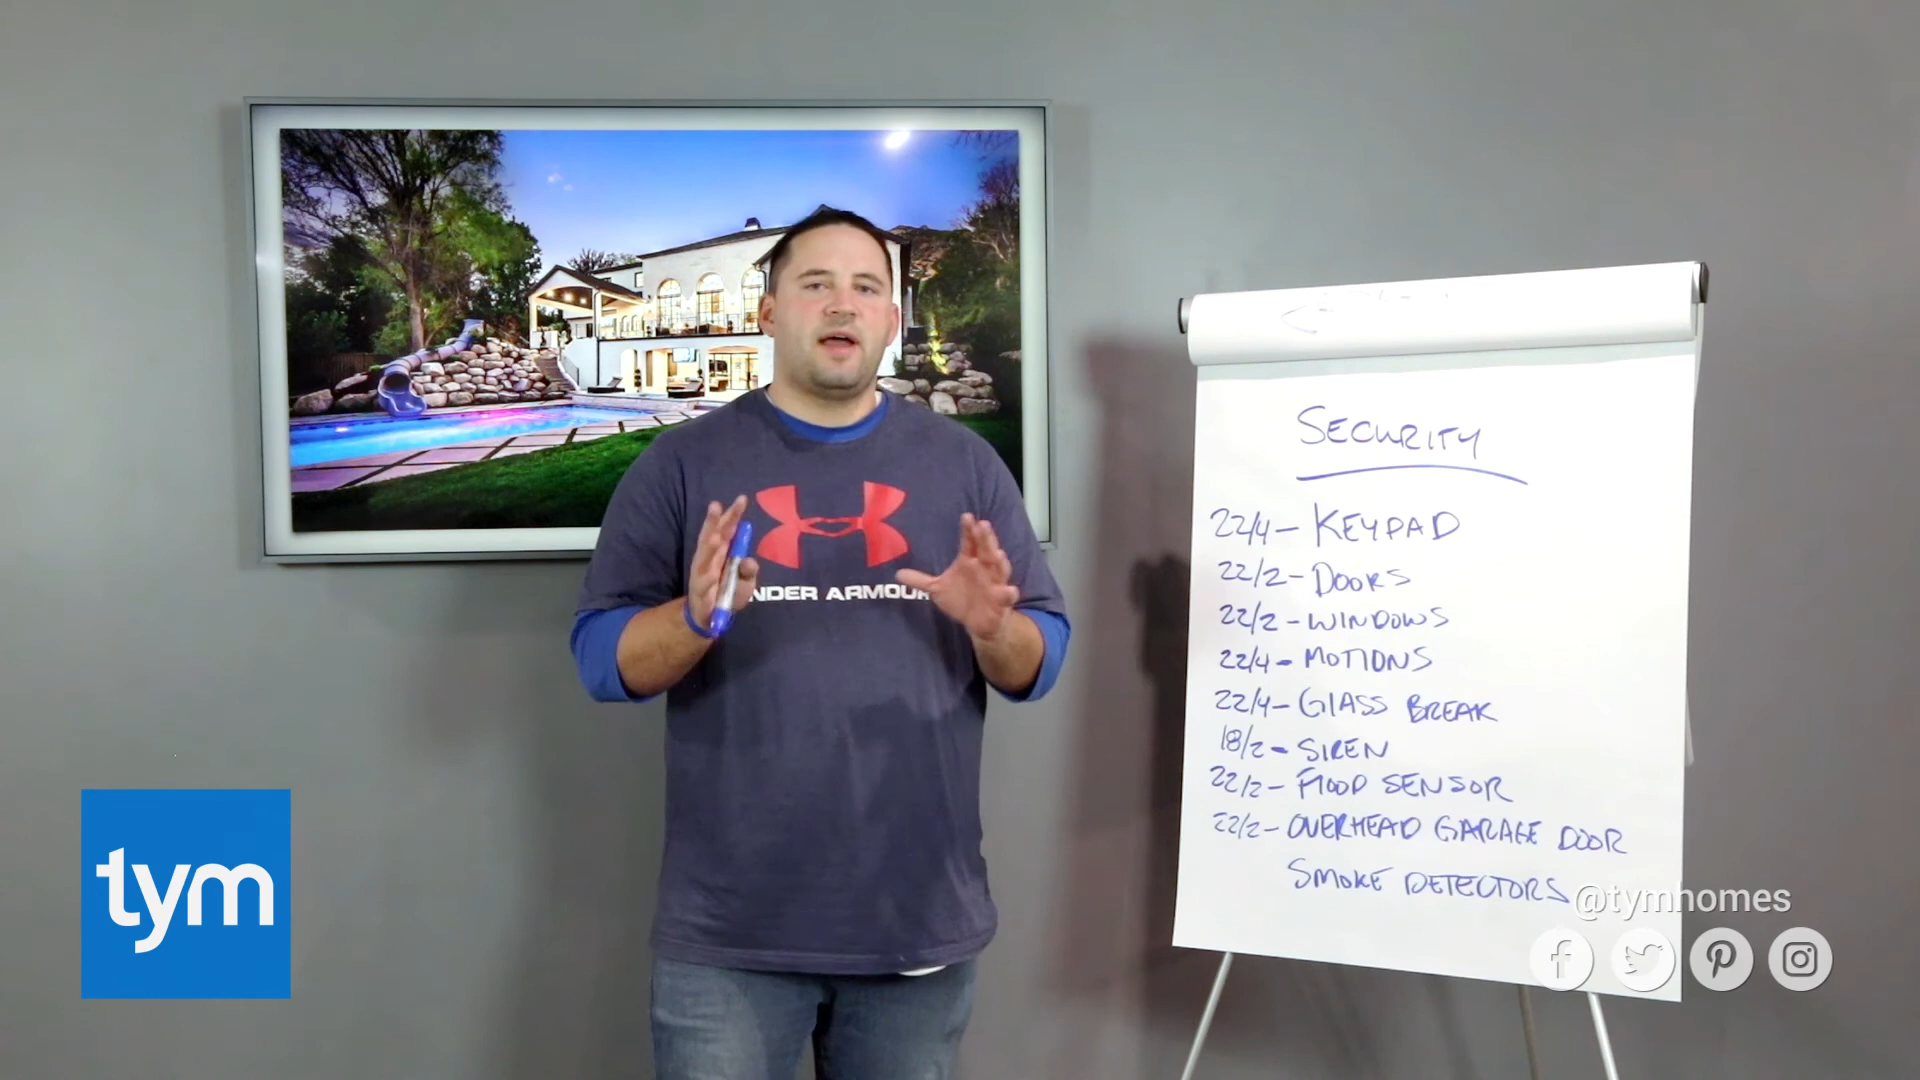 UNDER ARMOUR
SECURITY
22/4 - KEYPAD
22/2 - DOORS
22/2 - WINDOWS
22/4 - MOTIONS
22/4 - GLASS BREAK
18/2 - SIREN
22/2 - FLOOD SENSOR
22/2 - OVERHEAD GARAGE DOOR
SMOKE DETECTORS
tym
@tymhomes